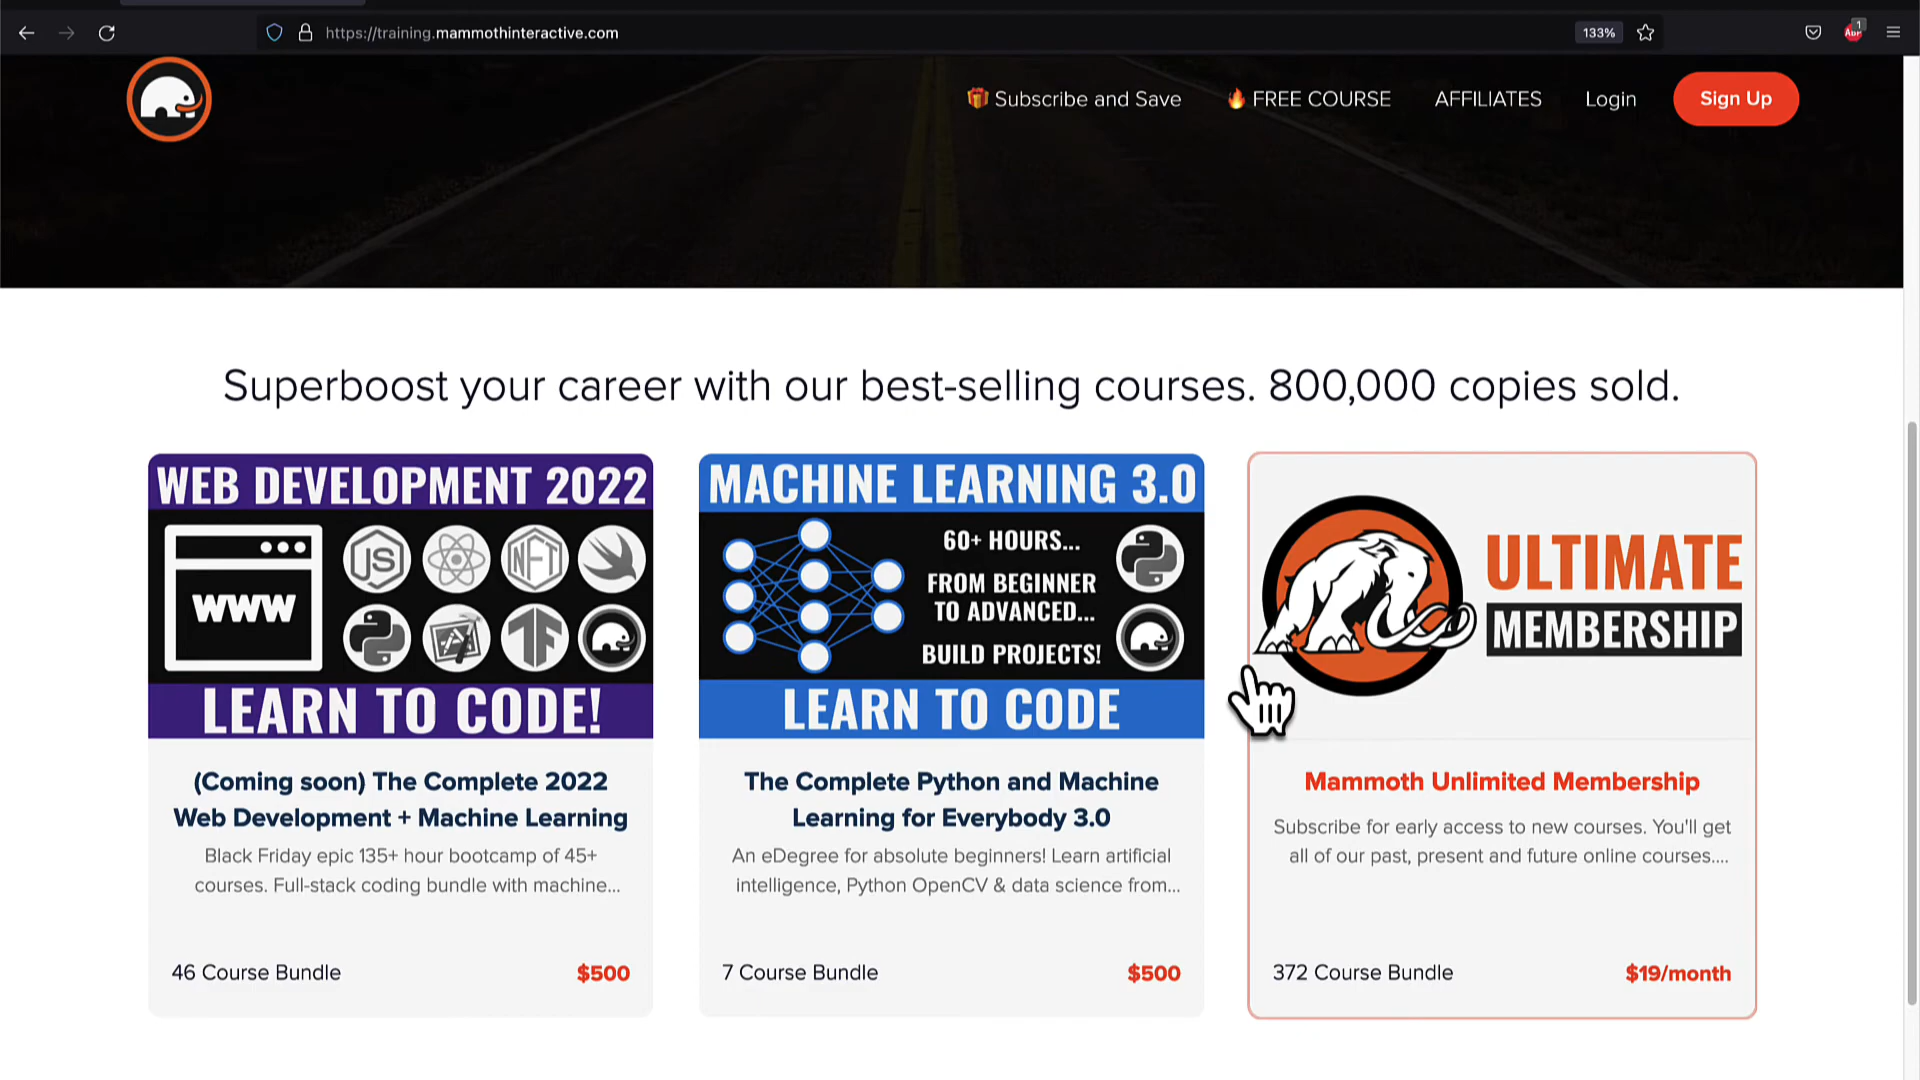 https://training.mammothinteractive.com
133%
1
ABP
🎁 Subscribe and Save
🔥 FREE COURSE
AFFILIATES
Login
Sign Up
Superboost your career with our best-selling courses. 800,000 copies sold.
WEB DEVELOPMENT 2022
WWW
JS
NFT
TF
LEARN TO CODE!
(Coming soon) The Complete 2022
Web Development + Machine Learning
Black Friday epic 135+ hour bootcamp of 45+
courses. Full-stack coding bundle with machine...
46 Course Bundle
$500
MACHINE LEARNING 3.0
60+ HOURS...
FROM BEGINNER
TO ADVANCED...
BUILD PROJECTS!
LEARN TO CODE
The Complete Python and Machine
Learning for Everybody 3.0
An eDegree for absolute beginners! Learn artificial
intelligence, Python OpenCV & data science from...
7 Course Bundle
$500
ULTIMATE
MEMBERSHIP
Mammoth Unlimited Membership
Subscribe for early access to new courses. You'll get
all of our past, present and future online courses....
372 Course Bundle
$19/month